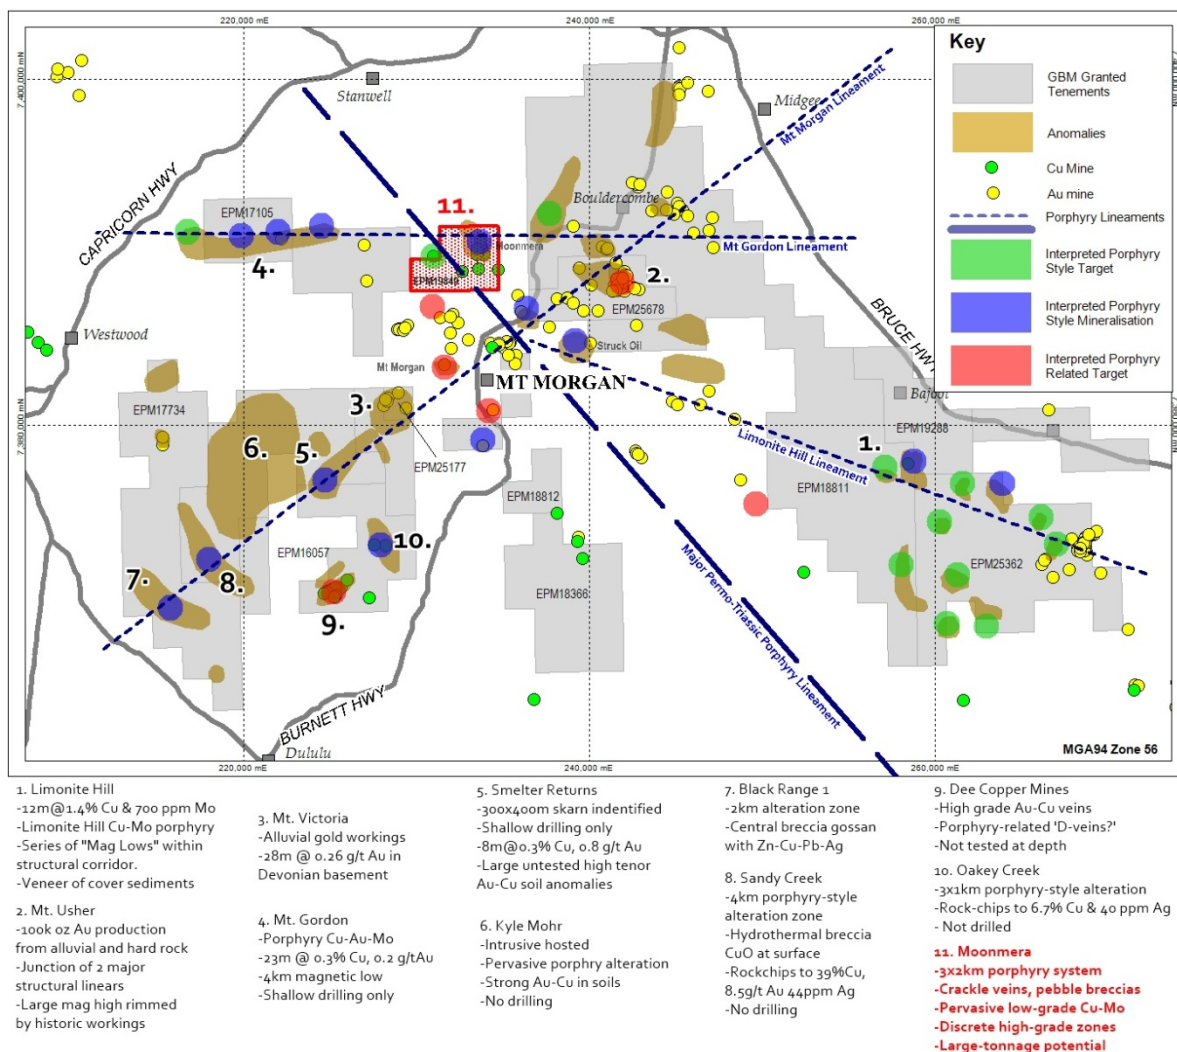 220,000 mE
240,000 mE
260,000 mE
7,400,000 mN
7,380,000 mN
Key
GBM Granted
Tenements
Anomalies
Cu Mine
Au mine
Porphyry Lineaments
Interpreted Porphyry
Style Target
Interpreted Porphyry
Style Mineralisation
Interpreted Porphyry
Related Target
Stanwell
Midgee
Mt Morgan Lineament
CAPRICORN HWY
Bouldercombe
EPM17105
11.
Moonmera
Mt Gordon Lineament
4.
EPM19849
2.
EPM25678
BRUCE HWY
Westwood
Struck Oil
Mt Morgan
MT MORGAN
Bajool
EPM17734
3.
EPM19288
6.
5.
EPM25177
Limonite Hill Lineament
1.
EPM18812
EPM18811
EPM16057
10.
EPM25362
7.
8.
9.
EPM18366
Major Permo-Triassic Porphyry Lineament
BURNETT HWY
Dululu
MGA94 Zone 56
220,000 mE
240,000 mE
260,000 mE
1. Limonite Hill
-12m@1.4% Cu & 700 ppm Mo
-Limonite Hill Cu-Mo porphyry
-Series of "Mag Lows" within
structural corridor.
-Veneer of cover sediments
2. Mt. Usher
-100k oz Au production
from alluvial and hard rock
-Junction of 2 major
structural linears
-Large mag high rimmed
by historic workings
3. Mt. Victoria
-Alluvial gold workings
-28m @ 0.26 g/t Au in
Devonian basement
4. Mt. Gordon
-Porphyry Cu-Au-Mo
-23m @ 0.3% Cu, 0.2 g/tAu
-4km magnetic low
-Shallow drilling only
5. Smelter Returns
-300x400m skarn indentified
-Shallow drilling only
-8m@0.3% Cu, 0.8 g/t Au
-Large untested high tenor
Au-Cu soil anomalies
6. Kyle Mohr
-Intrusive hosted
-Pervasive porphry alteration
-Strong Au-Cu in soils
-No drilling
7. Black Range 1
-2km alteration zone
-Central breccia gossan
with Zn-Cu-Pb-Ag
8. Sandy Creek
-4km porphyry-style
alteration zone
-Hydrothermal breccia
CuO at surface
-Rockchips to 39%Cu,
8.5g/t Au 44ppm Ag
-No drilling
9. Dee Copper Mines
-High grade Au-Cu veins
-Porphyry-related 'D-veins?'
-Not tested at depth
10. Oakey Creek
-3x1km porphyry-style alteration
-Rock-chips to 6.7% Cu & 40 ppm Ag
- Not drilled
11. Moonmera
-3x2km porphyry system
-Crackle veins, pebble breccias
-Pervasive low-grade Cu-Mo
-Discrete high-grade zones
-Large-tonnage potential